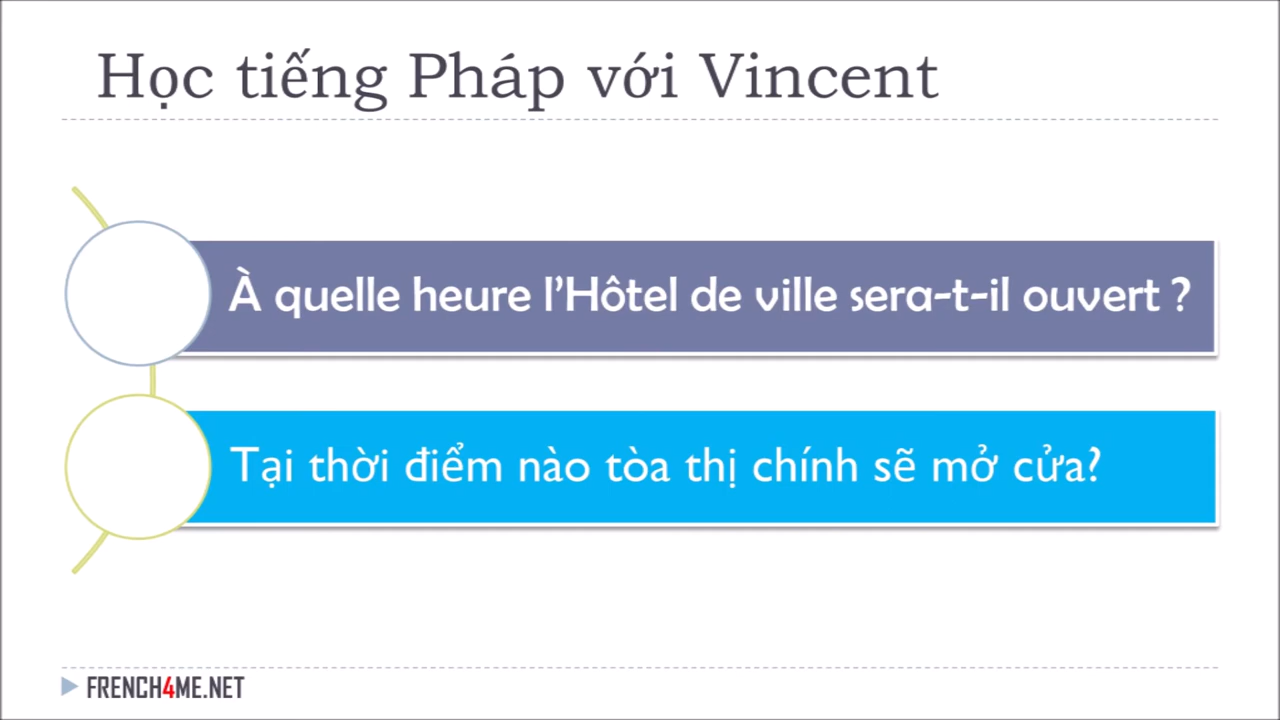 Học tiếng Pháp với Vincent
À quelle heure l’Hôtel de ville sera-t-il ouvert ?
Tại thời điểm nào tòa thị chính sẽ mở cửa?
FRENCH4ME.NET